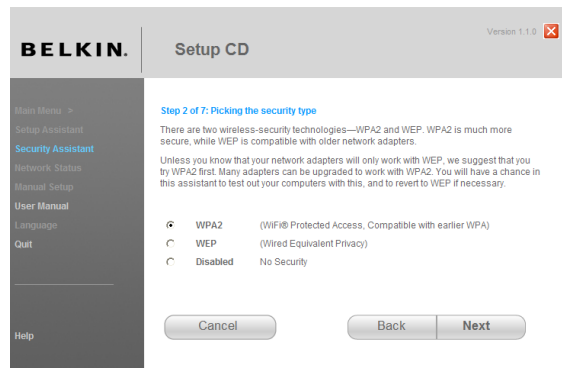 Version 1.1.0
BELKIN.
Setup CD
Main Menu >
Setup Assistant
Security Assistant
Network Status
Manual Setup
User Manual
Language
Quit
Help
Step 2 of 7: Picking the security type
There are two wireless-security technologies—WPA2 and WEP. WPA2 is much more
secure, while WEP is compatible with older network adapters.
Unless you know that your network adapters will only work with WEP, we suggest that you
try WPA2 first. Many adapters can be upgraded to work with WPA2. You will have a chance in
this assistant to test out your computers with this, and to revert to WEP if necessary.
WPA2 (WiFi® Protected Access, Compatible with earlier WPA)
WEP (Wired Equivalent Privacy)
Disabled No Security
Cancel Back Next